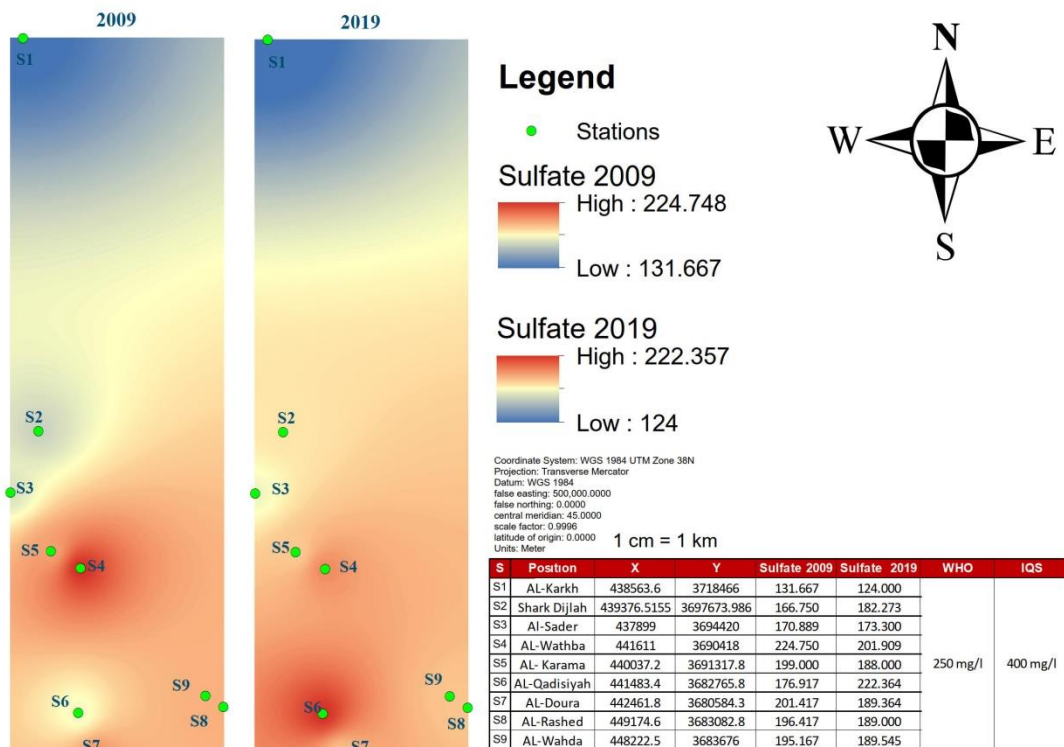 2009
S1
S2
S3
S5
S4
S6
S9
S8
S7
2019
S1
S2
S3
S5
S4
S6
S9
S8
S7
Legend
Stations
Sulfate 2009
High : 224.748
Low : 131.667
Sulfate 2019
High : 222.357
Low : 124
N
W
E
S
Coordinate System: WGS 1984 UTM Zone 38N
Projection: Transverse Mercator
Datum: WGS 1984
false easting: 500,000.0000
false northing: 0.0000
central meridian: 45.0000
scale factor: 0.9996
latitude of origin: 0.0000
Units: Meter
1 cm = 1 km
S Position X Y Sulfate 2009 Sulfate 2019 WHO IQS
S1 AL-Karkh 438563.6 3718466 131.667 124.000
S2 Shark Dijlah 439376.5155 3697673.986 166.750 182.273
S3 Al-Sader 437899 3694420 170.889 173.300
S4 AL-Wathba 441611 3690418 224.750 201.909
S5 AL- Karama 440037.2 3691317.8 199.000 188.000 250 mg/l 400 mg/l
S6 AL-Qadisiyah 441483.4 3682765.8 176.917 222.364
S7 AL-Doura 442461.8 3680584.3 201.417 189.364
S8 AL-Rashed 449174.6 3683082.8 196.417 189.000
S9 AL-Wahda 448222.5 3683676 195.167 189.545